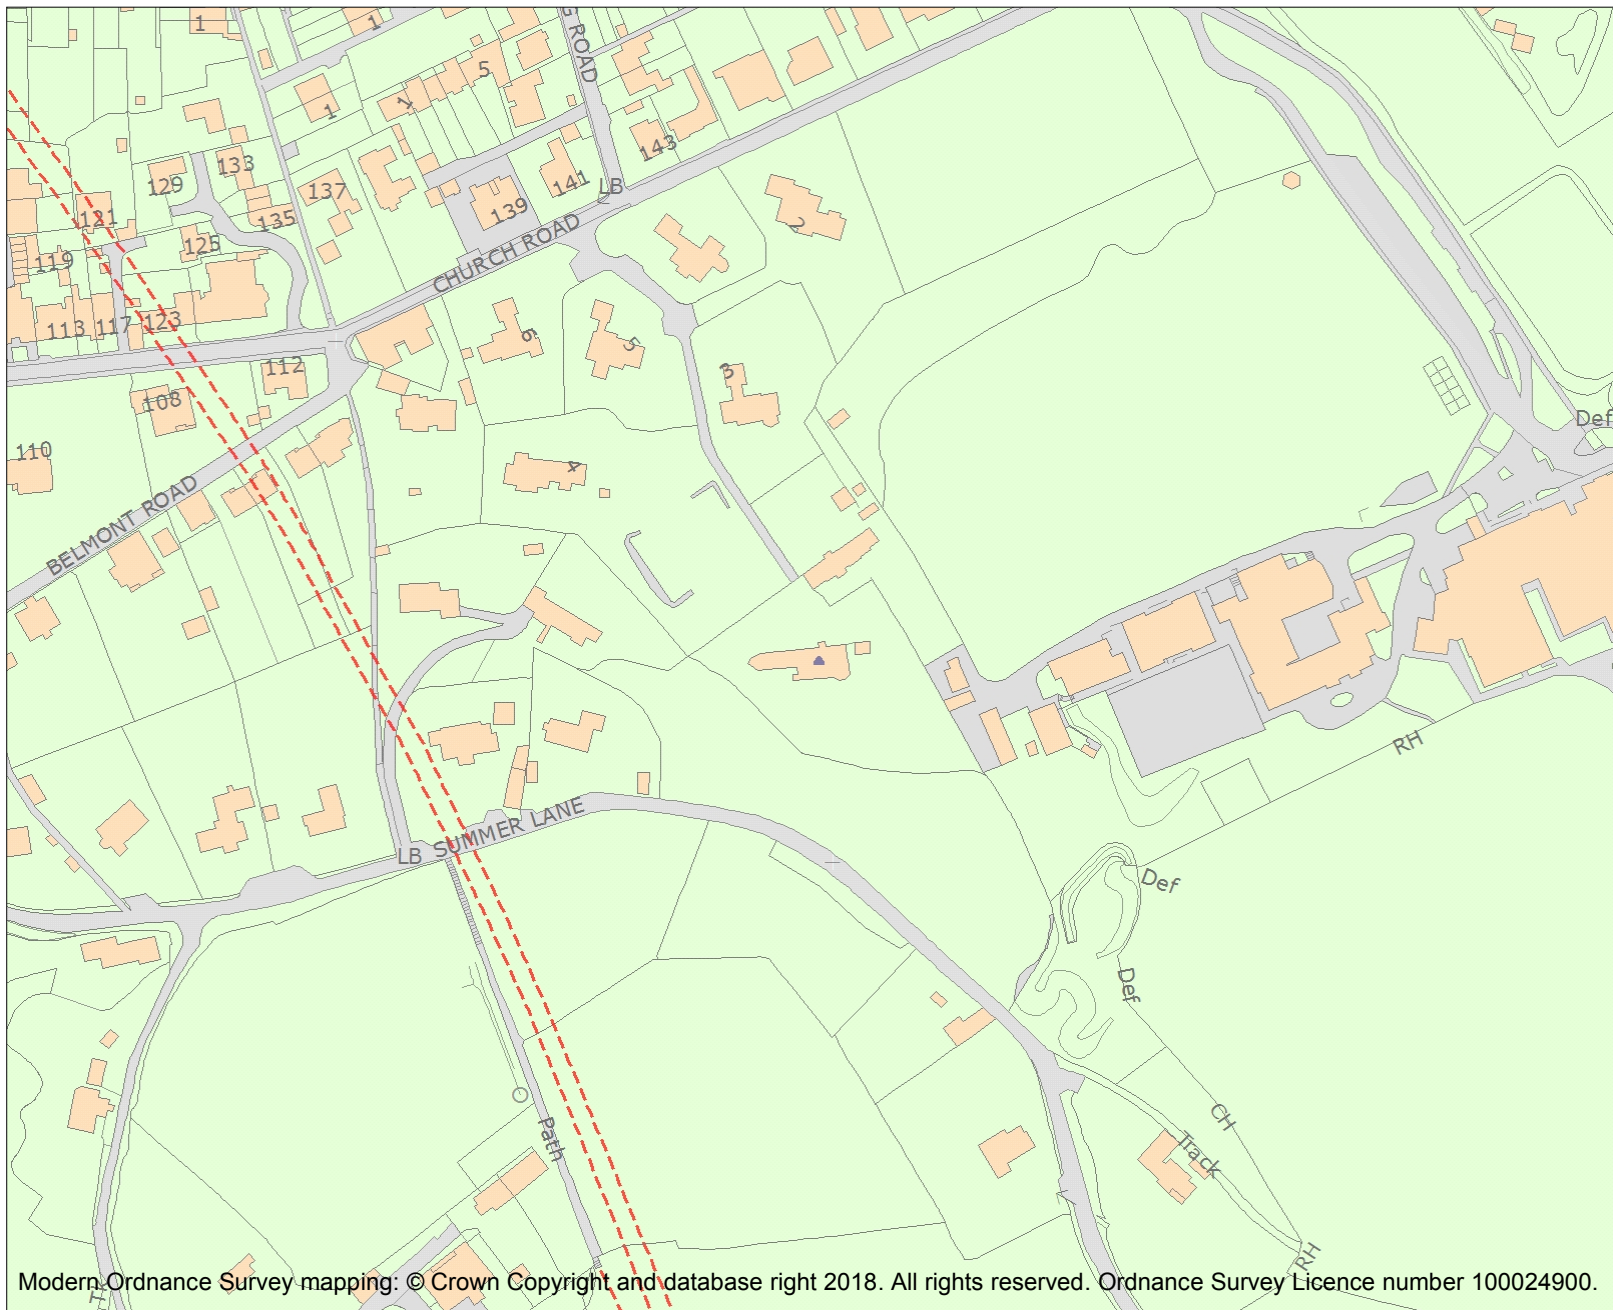 1
1
G ROAD
5
1
1
143
133
129
137
141
LB
139
121
135
2
125
CHURCH ROAD
119
123
113
117
6
5
112
3
108
Def
110
4
BELMONT ROAD
RH
SUMMER LANE
LB
Def
Def
Path
CH
Track
RH
Modern Ordnance Survey mapping: © Crown Copyright and database right 2018. All rights reserved. Ordnance Survey Licence number 100024900.